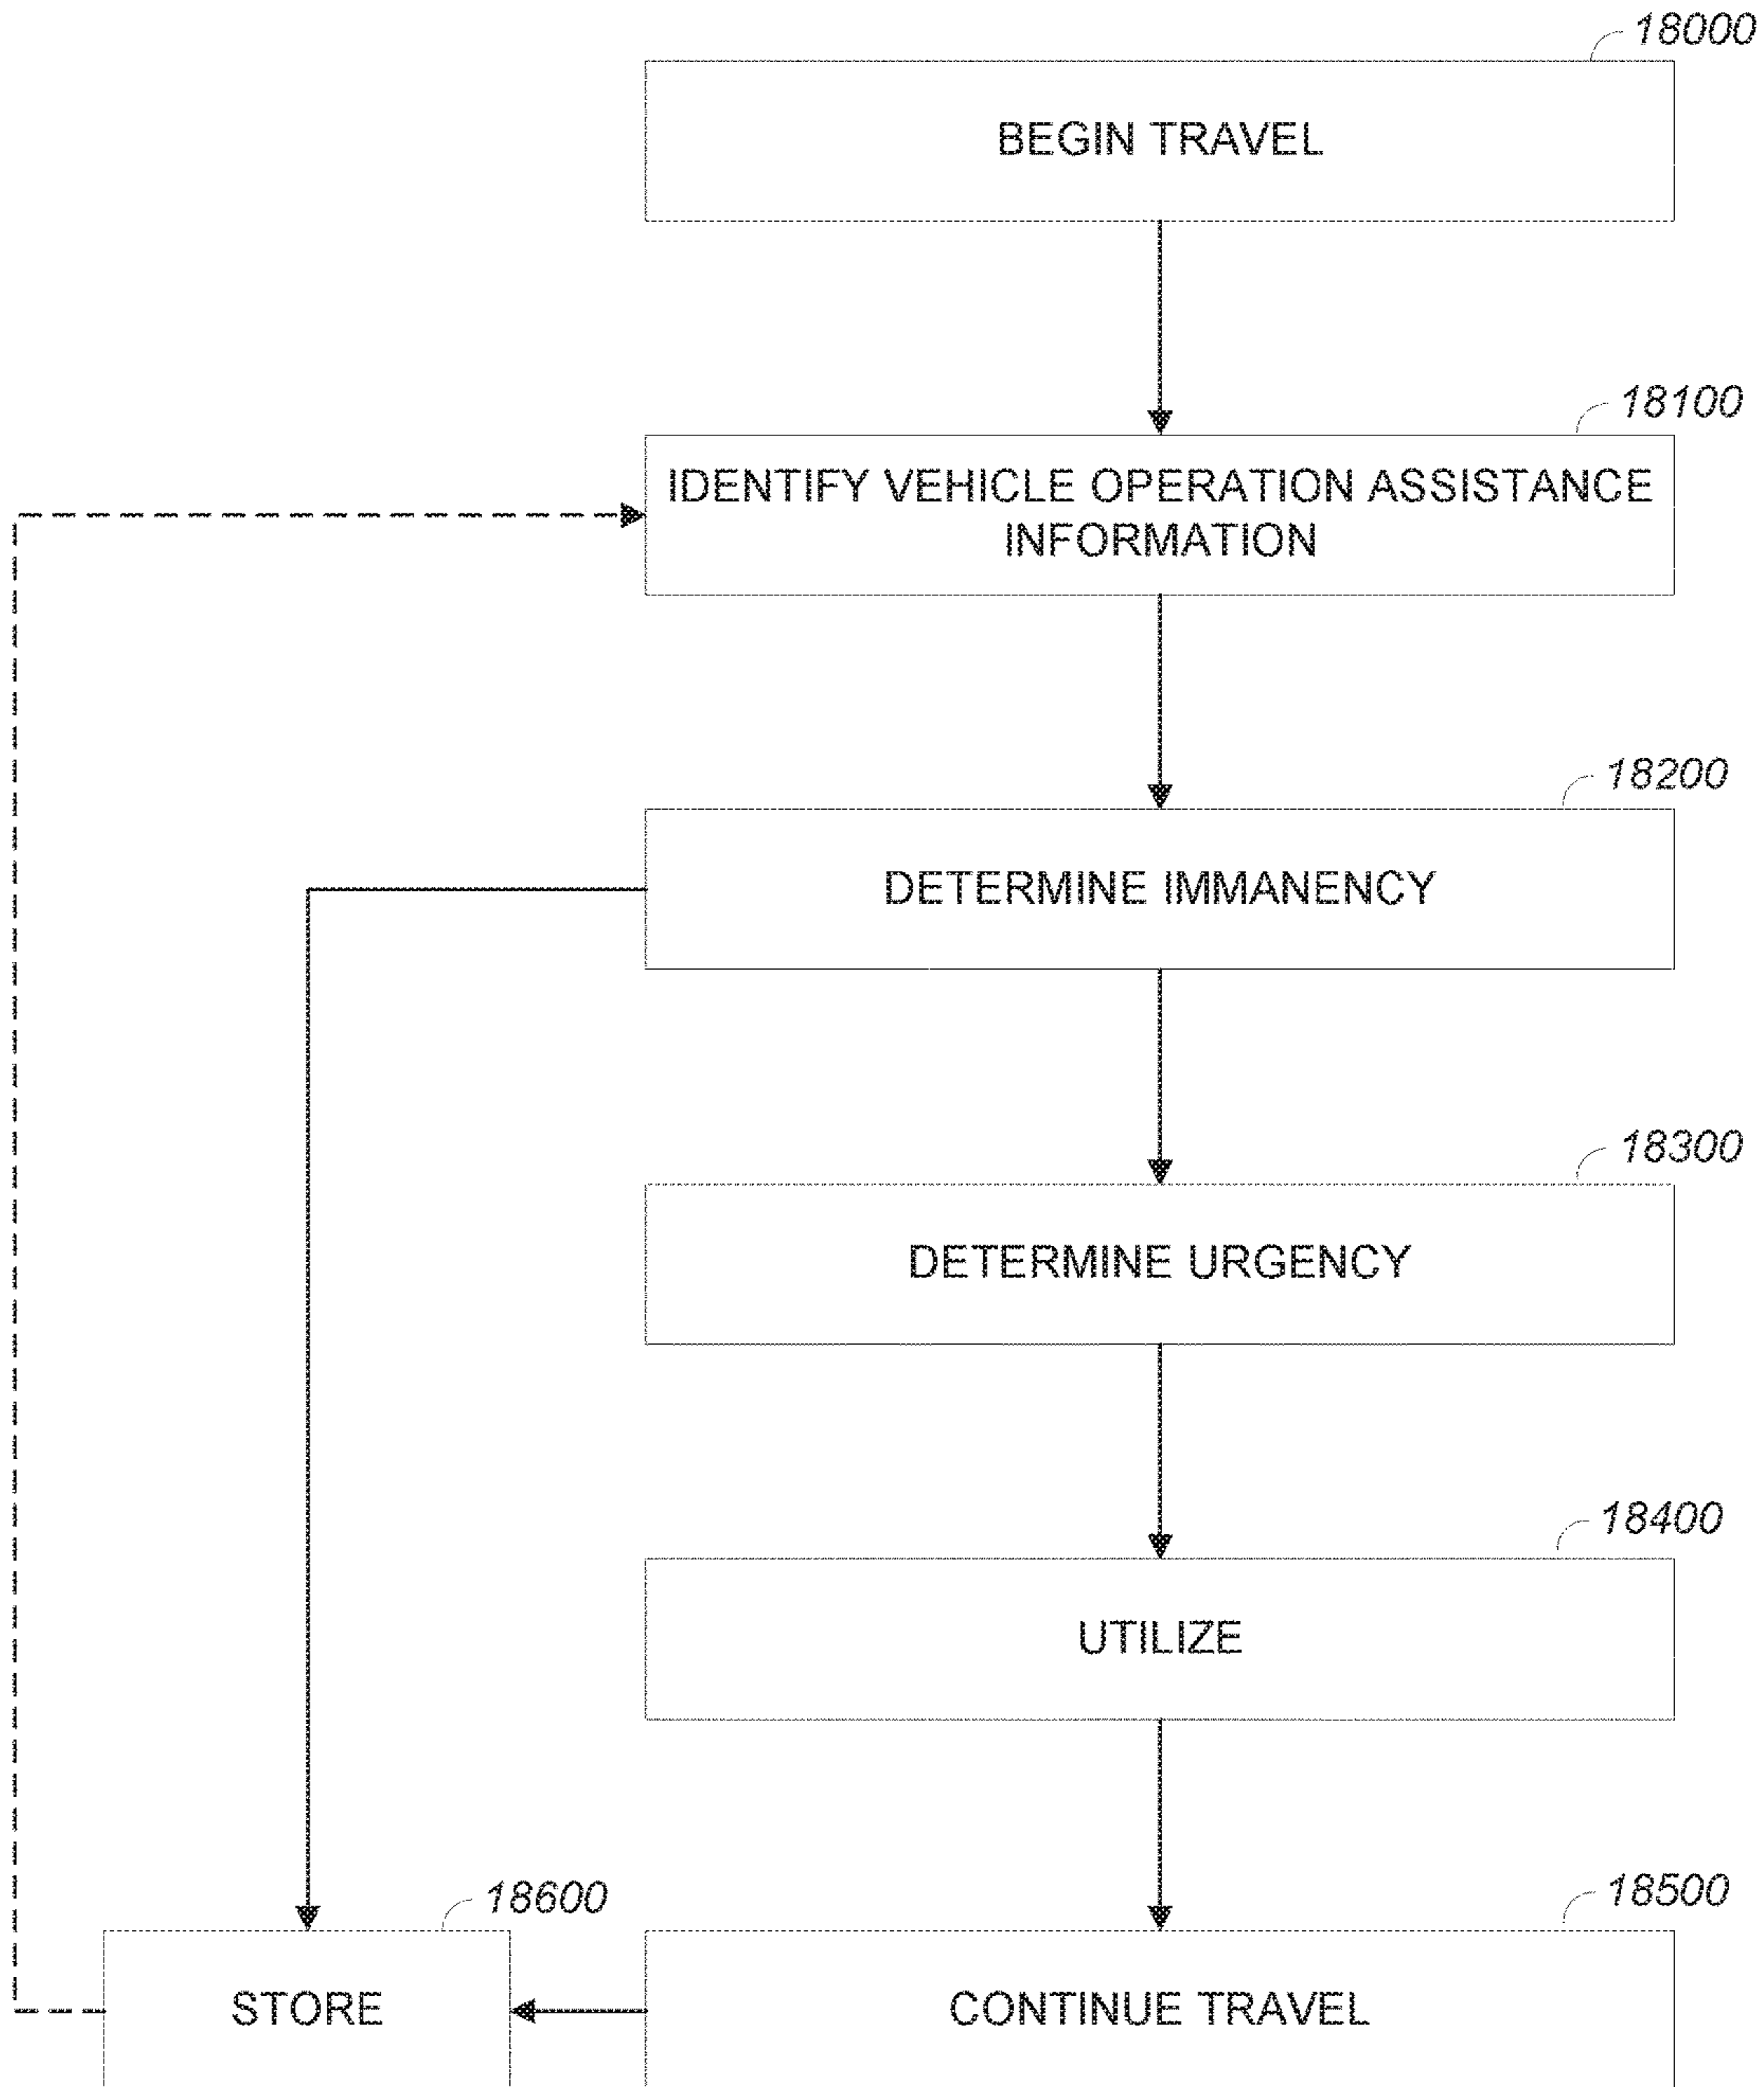 18000
BEGIN TRAVEL
18100
IDENTIFY VEHICLE OPERATION ASSISTANCE
INFORMATION
18200
DETERMINE IMMANENCY
18300
DETERMINE URGENCY
18400
UTILIZE
18600
18500
STORE
CONTINUE TRAVEL